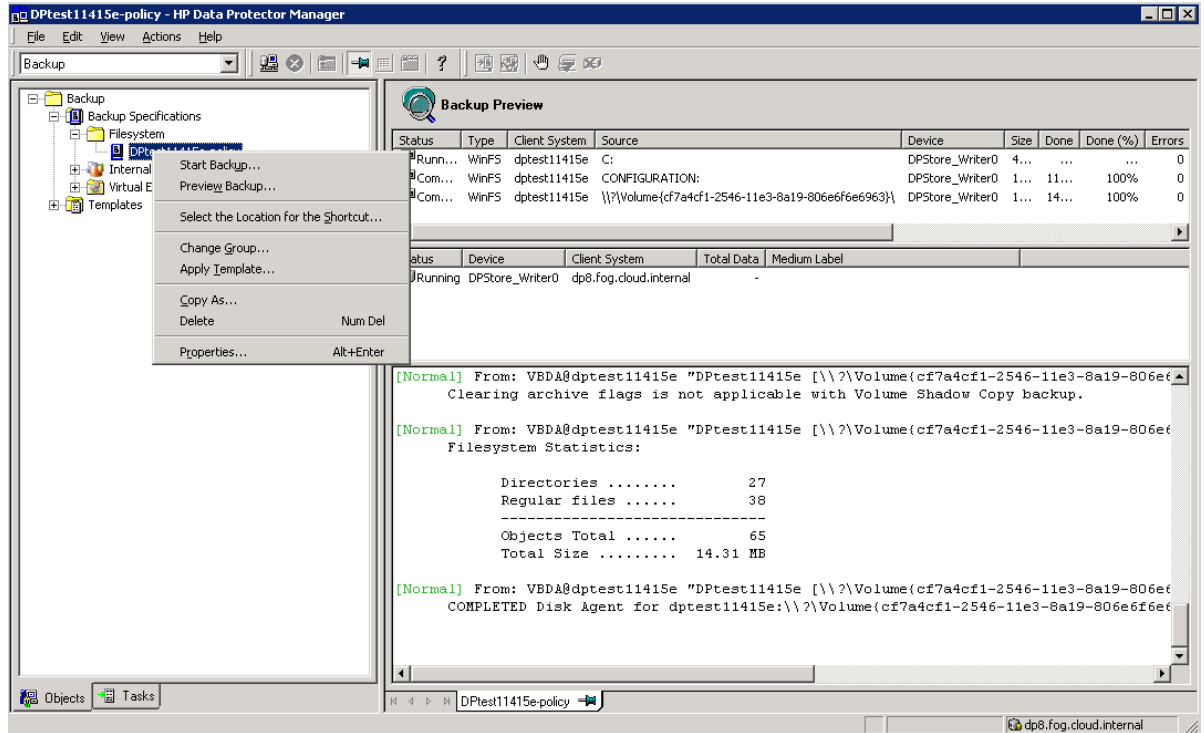 DPtest11415e-policy - HP Data Protector Manager
File Edit View Actions Help
Backup
Backup
Backup Specifications
Filesystem
Internal
Virtual E
Templates
Start Backup...
Preview Backup...
Select the Location for the Shortcut...
Change Group...
Apply Template...
Copy As...
Delete Num Del
Properties... Alt+Enter
Objects Tasks
Backup Preview
Status Type Client System Source Device Size Done Done (%) Errors
Runn... WinFS dptest11415e C: DPStore_Writer0 4... ... ... 0
Com... WinFS dptest11415e CONFIGURATION: DPStore_Writer0 1... 11... 100% 0
Com... WinFS dptest11415e \\?\Volume{cf7a4cf1-2546-11e3-8a19-806e6f6e6963}\ DPStore_Writer0 1... 14... 100% 0
atus Device Client System Total Data Medium Label
Running DPStore_Writer0 dp8.fog.cloud.internal -
[Normal] From: VBDA@dptest11415e "DPtest11415e [\\?\Volume{cf7a4cf1-2546-11e3-8a19-806e6
Clearing archive flags is not applicable with Volume Shadow Copy backup.
[Normal] From: VBDA@dptest11415e "DPtest11415e [\\?\Volume{cf7a4cf1-2546-11e3-8a19-806e6
Filesystem Statistics:
Directories ........ 27
Regular files ...... 38
------------------------------
Objects Total ...... 65
Total Size ......... 14.31 MB
[Normal] From: VBDA@dptest11415e "DPtest11415e [\\?\Volume{cf7a4cf1-2546-11e3-8a19-806e6
COMPLETED Disk Agent for dptest11415e:\\?\Volume{cf7a4cf1-2546-11e3-8a19-806e6f6e6
DPtest11415e-policy
dp8.fog.cloud.internal